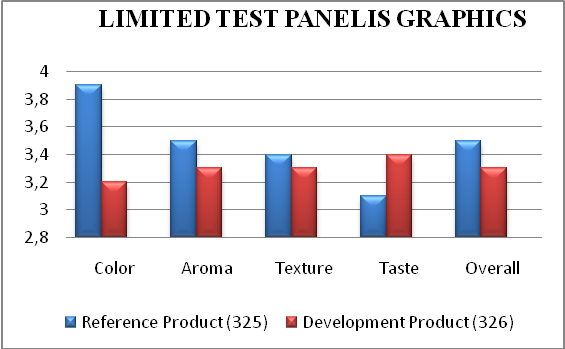 LIMITED TEST PANELIS GRAPHICS
4
3,8
3,6
3,4
3,2
3
2,8
Color Aroma Texture Taste Overall
Reference Product (325) Development Product (326)